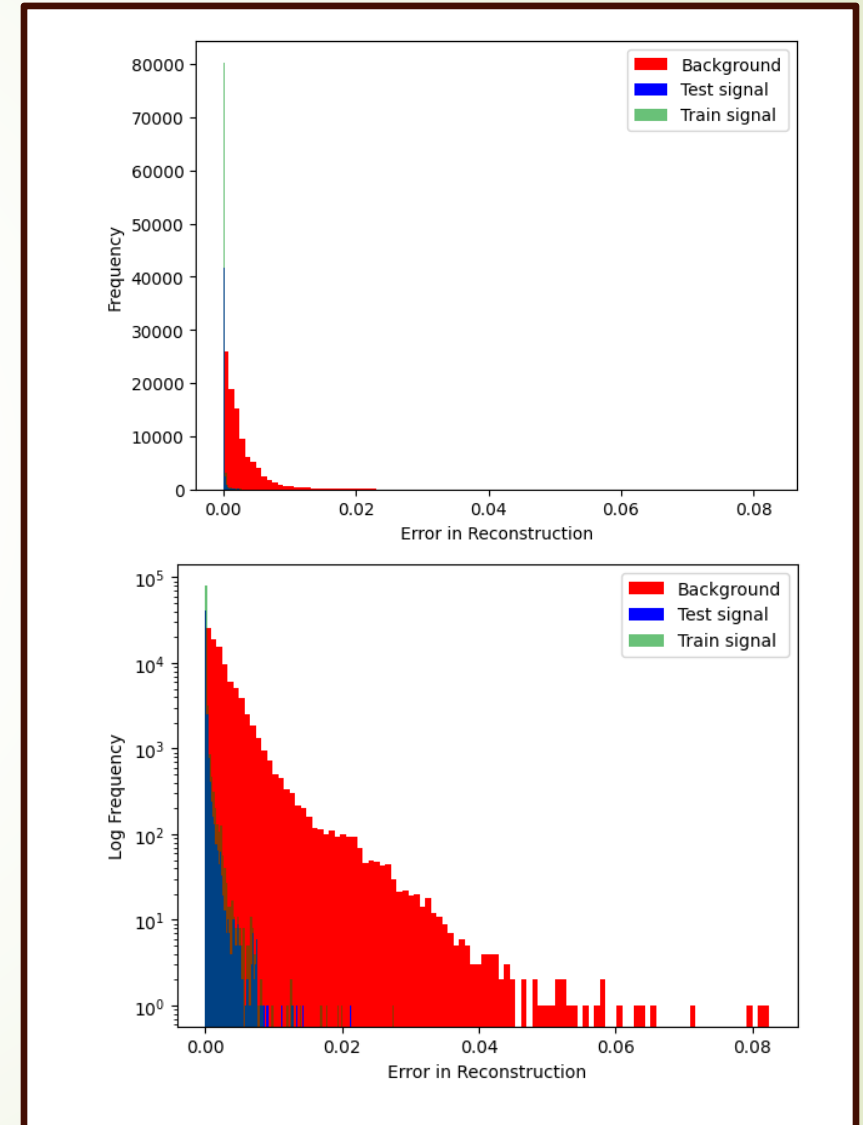 80000
70000
60000
50000
40000
30000
20000
10000
0
Frequency
Background
Test signal
Train signal
0.00 0.02 0.04 0.06 0.08
Error in Reconstruction
10⁵
10⁴
10³
10²
10¹
10⁰
Log Frequency
Background
Test signal
Train signal
0.00 0.02 0.04 0.06 0.08
Error in Reconstruction